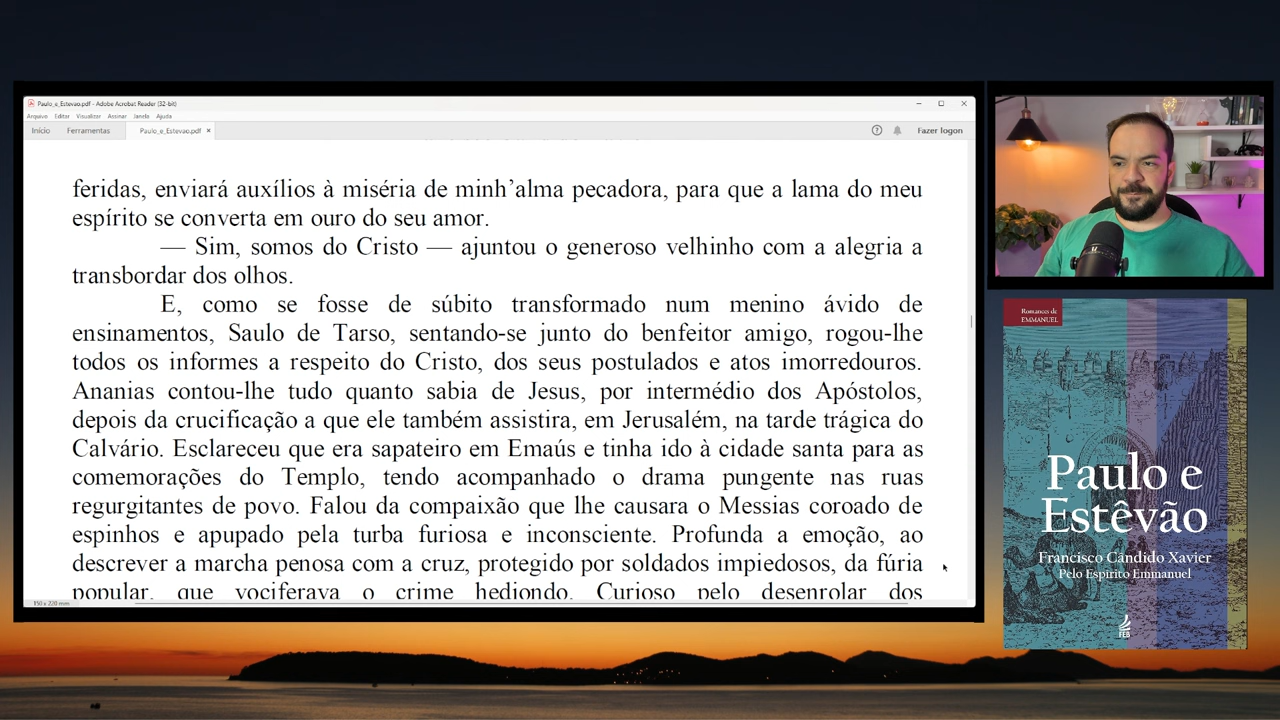 Paulo_e_Estevao.pdf - Adobe Acrobat Reader (32-bit)
Arquivo Editar Visualizar Assinar Janela Ajuda
Início Ferramentas Paulo_e_Estevao.pdf × Fazer logon
feridas, enviará auxílios à miséria de minh’alma pecadora, para que a lama do meu
espírito se converta em ouro do seu amor.
— Sim, somos do Cristo — ajuntou o generoso velhinho com a alegria a
transbordar dos olhos.
E, como se fosse de súbito transformado num menino ávido de
ensinamentos, Saulo de Tarso, sentando-se junto do benfeitor amigo, rogou-lhe
todos os informes a respeito do Cristo, dos seus postulados e atos imorredouros.
Ananias contou-lhe tudo quanto sabia de Jesus, por intermédio dos Apóstolos,
depois da crucificação a que ele também assistira, em Jerusalém, na tarde trágica do
Calvário. Esclareceu que era sapateiro em Emaús e tinha ido à cidade santa para as
comemorações do Templo, tendo acompanhado o drama pungente nas ruas
regurgitantes de povo. Falou da compaixão que lhe causara o Messias coroado de
espinhos e apupado pela turba furiosa e inconsciente. Profunda a emoção, ao
descrever a marcha penosa com a cruz, protegido por soldados impiedosos, da fúria
popular, que vociferava o crime hediondo. Curioso pelo desenrolar dos
150 x 220 mm
Romances de
EMMANUEL
Paulo e
Estêvão
Francisco Cândido Xavier
Pelo Espírito Emmanuel
FEB